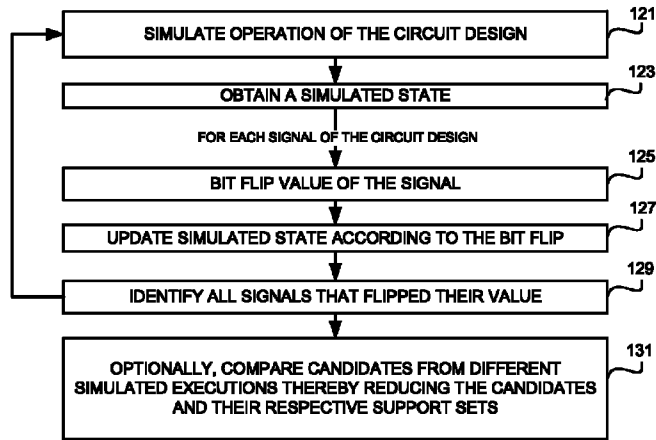 SIMULATE OPERATION OF THE CIRCUIT DESIGN
121
OBTAIN A SIMULATED STATE
123
FOR EACH SIGNAL OF THE CIRCUIT DESIGN
BIT FLIP VALUE OF THE SIGNAL
125
UPDATE SIMULATED STATE ACCORDING TO THE BIT FLIP
127
IDENTIFY ALL SIGNALS THAT FLIPPED THEIR VALUE
129
OPTIONALLY, COMPARE CANDIDATES FROM DIFFERENT
SIMULATED EXECUTIONS THEREBY REDUCING THE CANDIDATES
AND THEIR RESPECTIVE SUPPORT SETS
131